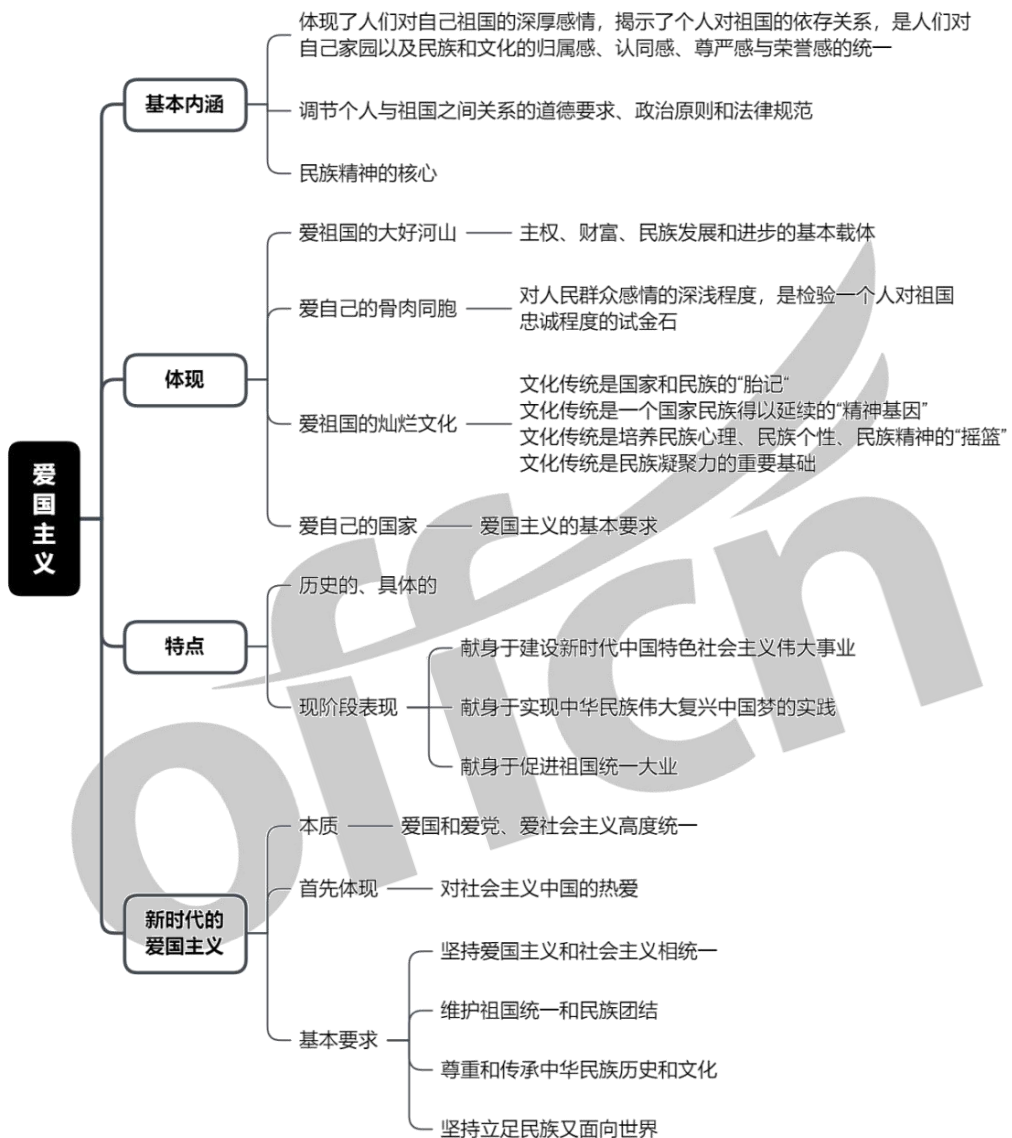 体现了人们对自己祖国的深厚感情，揭示了个人对祖国的依存关系，是人们对
自己家园以及民族和文化的归属感、认同感、尊严感与荣誉感的统一
基本内涵
调节个人与祖国之间关系的道德要求、政治原则和法律规范
民族精神的核心
爱祖国的大好河山
主权、财富、民族发展和进步的基本载体
爱自己的骨肉同胞
对人民群众感情的深浅程度，是检验一个人对祖国
忠诚程度的试金石
体现
爱祖国的灿烂文化
文化传统是国家和民族的“胎记“
文化传统是一个国家民族得以延续的“精神基因”
文化传统是培养民族心理、民族个性、民族精神的“摇篮”
文化传统是民族凝聚力的重要基础
爱自己的国家
爱国主义的基本要求
爱
国
主
义
历史的、具体的
特点
现阶段表现
献身于建设新时代中国特色社会主义伟大事业
献身于实现中华民族伟大复兴中国梦的实践
献身于促进祖国统一大业
本质
爱国和爱党、爱社会主义高度统一
首先体现
对社会主义中国的热爱
新时代的
爱国主义
基本要求
坚持爱国主义和社会主义相统一
维护祖国统一和民族团结
尊重和传承中华民族历史和文化
坚持立足民族又面向世界
offcn